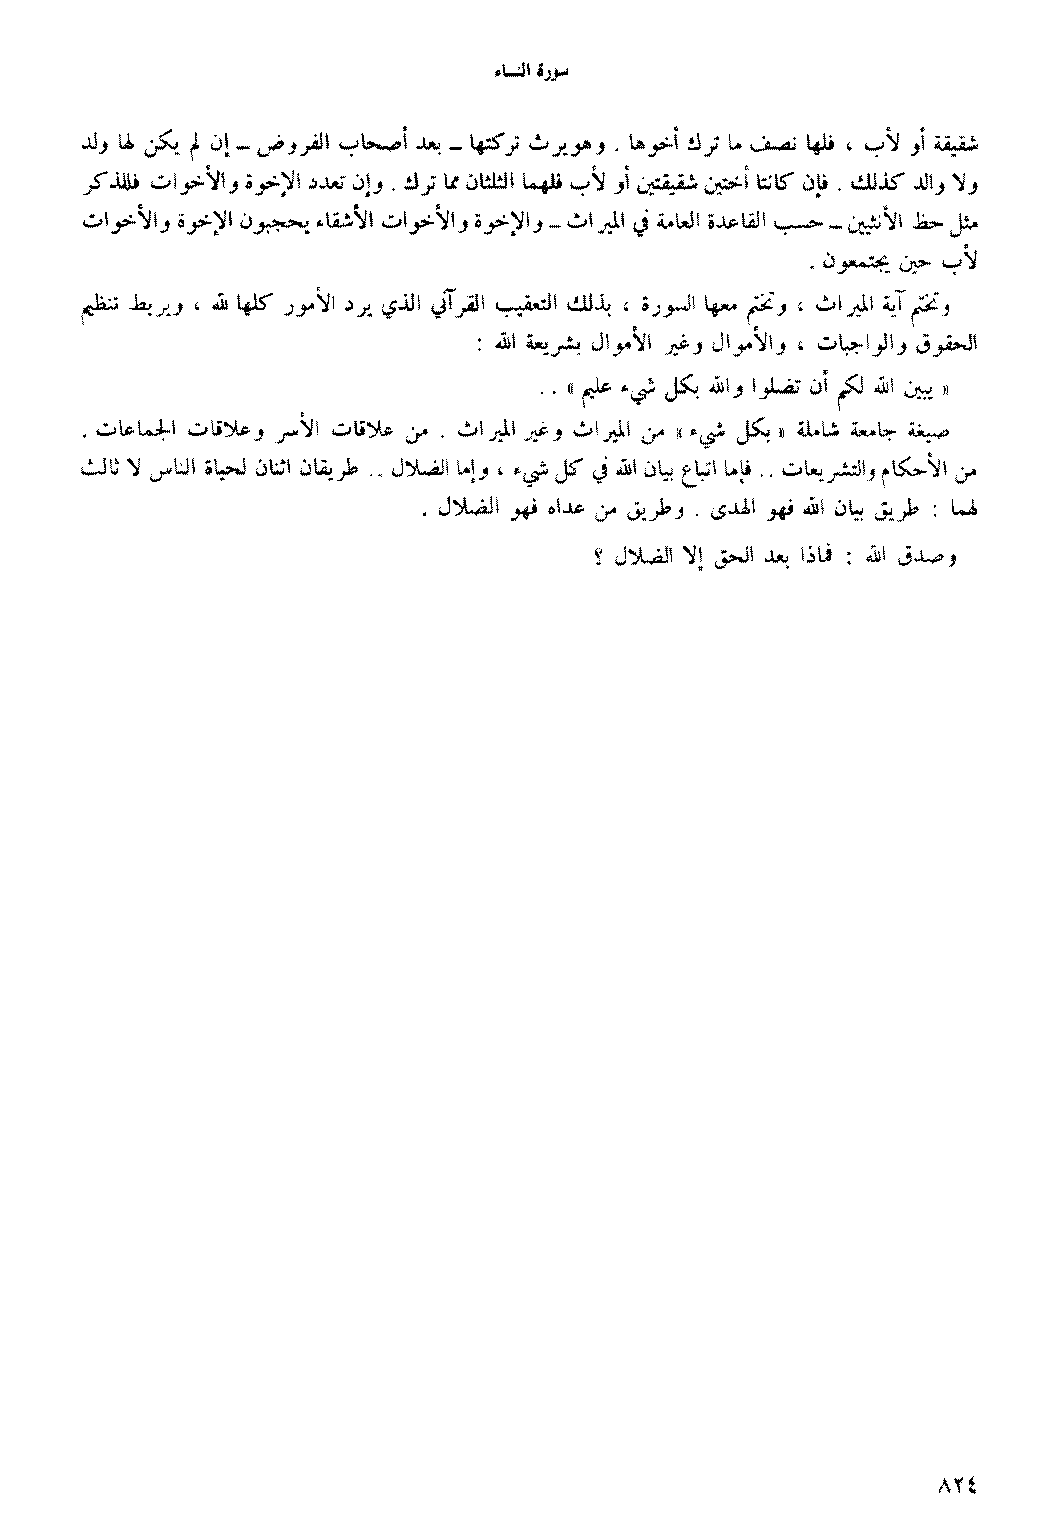 سورة النساء
شقيقة أو لأب ، فلها نصف ما ترك أخوها . وهو يرث تركتها – بعد أصحاب الفروض – إن لم يكن لها ولد
ولا والد كذلك . فإن كانتا أختين شقيقتين أو لأب فلهما الثلثان مما ترك . وإن تعدد الإخوة والأخوات فللذكر
مثل حظ الأنثيين – حسب القاعدة العامة في الميراث – والإخوة والأخوات الأشقاء يحجبون الإخوة والأخوات
لأب حين يجتمعون .
وتختم آية الميراث ، وتختم معها السورة ، بذلك التعقيب القرآني الذي يرد الأمور كلها لله ، ويربط تنظيم
الحقوق والواجبات ، والأموال وغير الأموال بشريعة الله :
« يبين الله لكم أن تضلوا والله بكل شيء عليم » . .
صيغة جامعة شاملة « بكل شيء » من الميراث وغير الميراث . من علاقات الأسر وعلاقات الجماعات .
من الأحكام والتشريعات . . فإما اتباع بيان الله في كل شيء ، وإما الضلال . . طريقان اثنان لحياة الناس لا ثالث
لهما : طريق بيان الله فهو الهدى . وطريق من عداه فهو الضلال .
وصدق الله : فماذا بعد الحق إلا الضلال ؟
٨٢٤